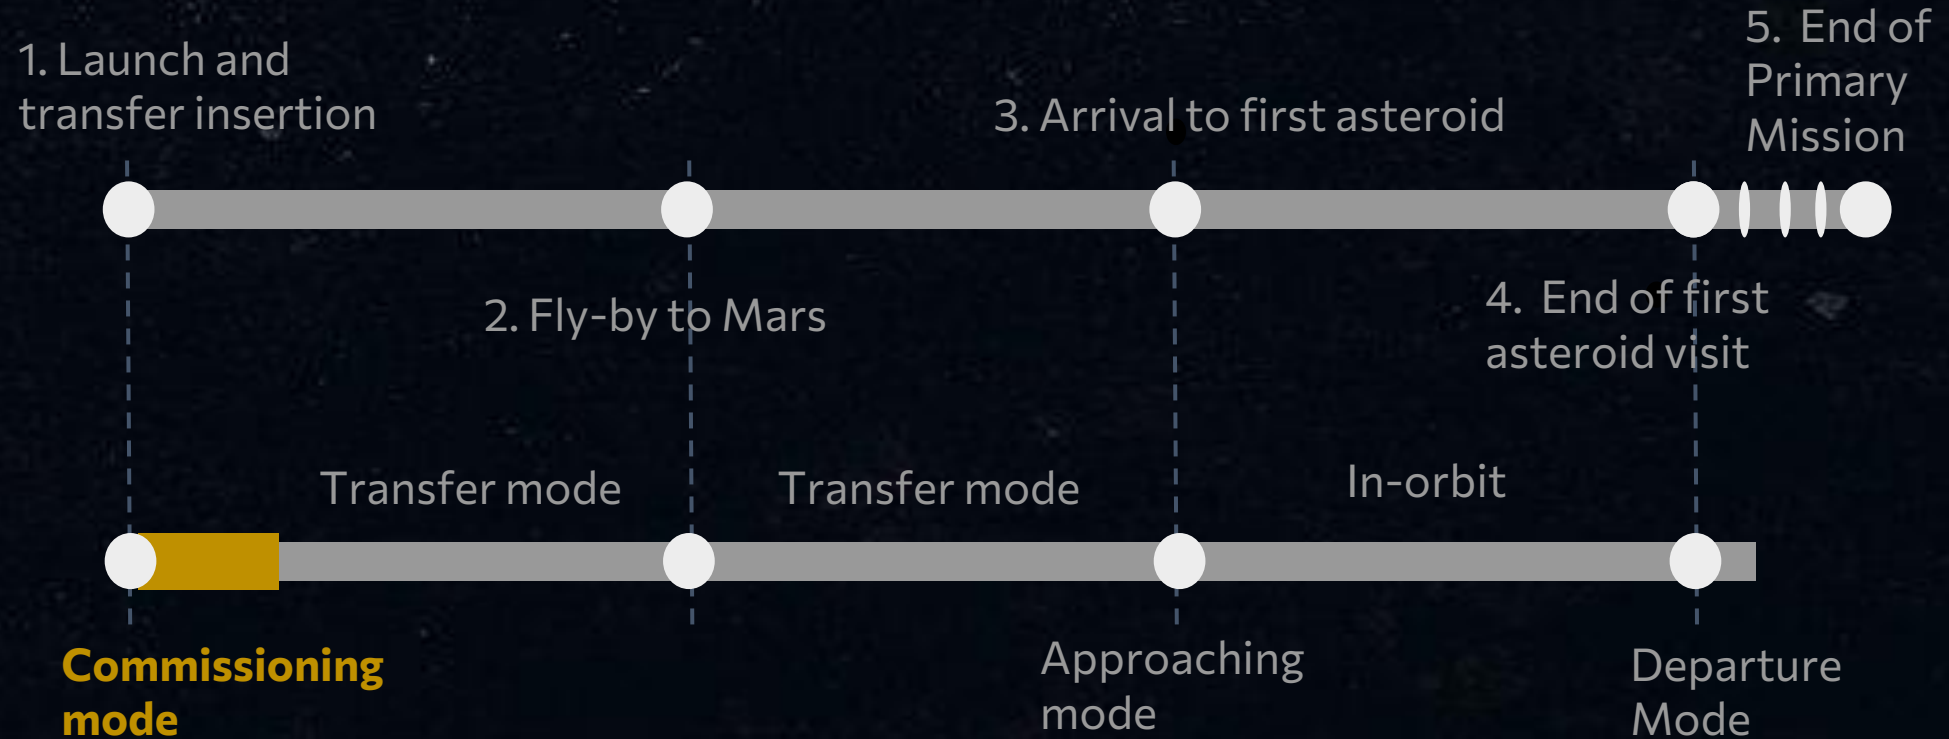 1. Launch and
transfer insertion
2. Fly-by to Mars
3. Arrival to first asteroid
4. End of first
asteroid visit
5. End of
Primary
Mission
Transfer mode
Transfer mode
In-orbit
Commissioning
mode
Approaching
mode
Departure
Mode